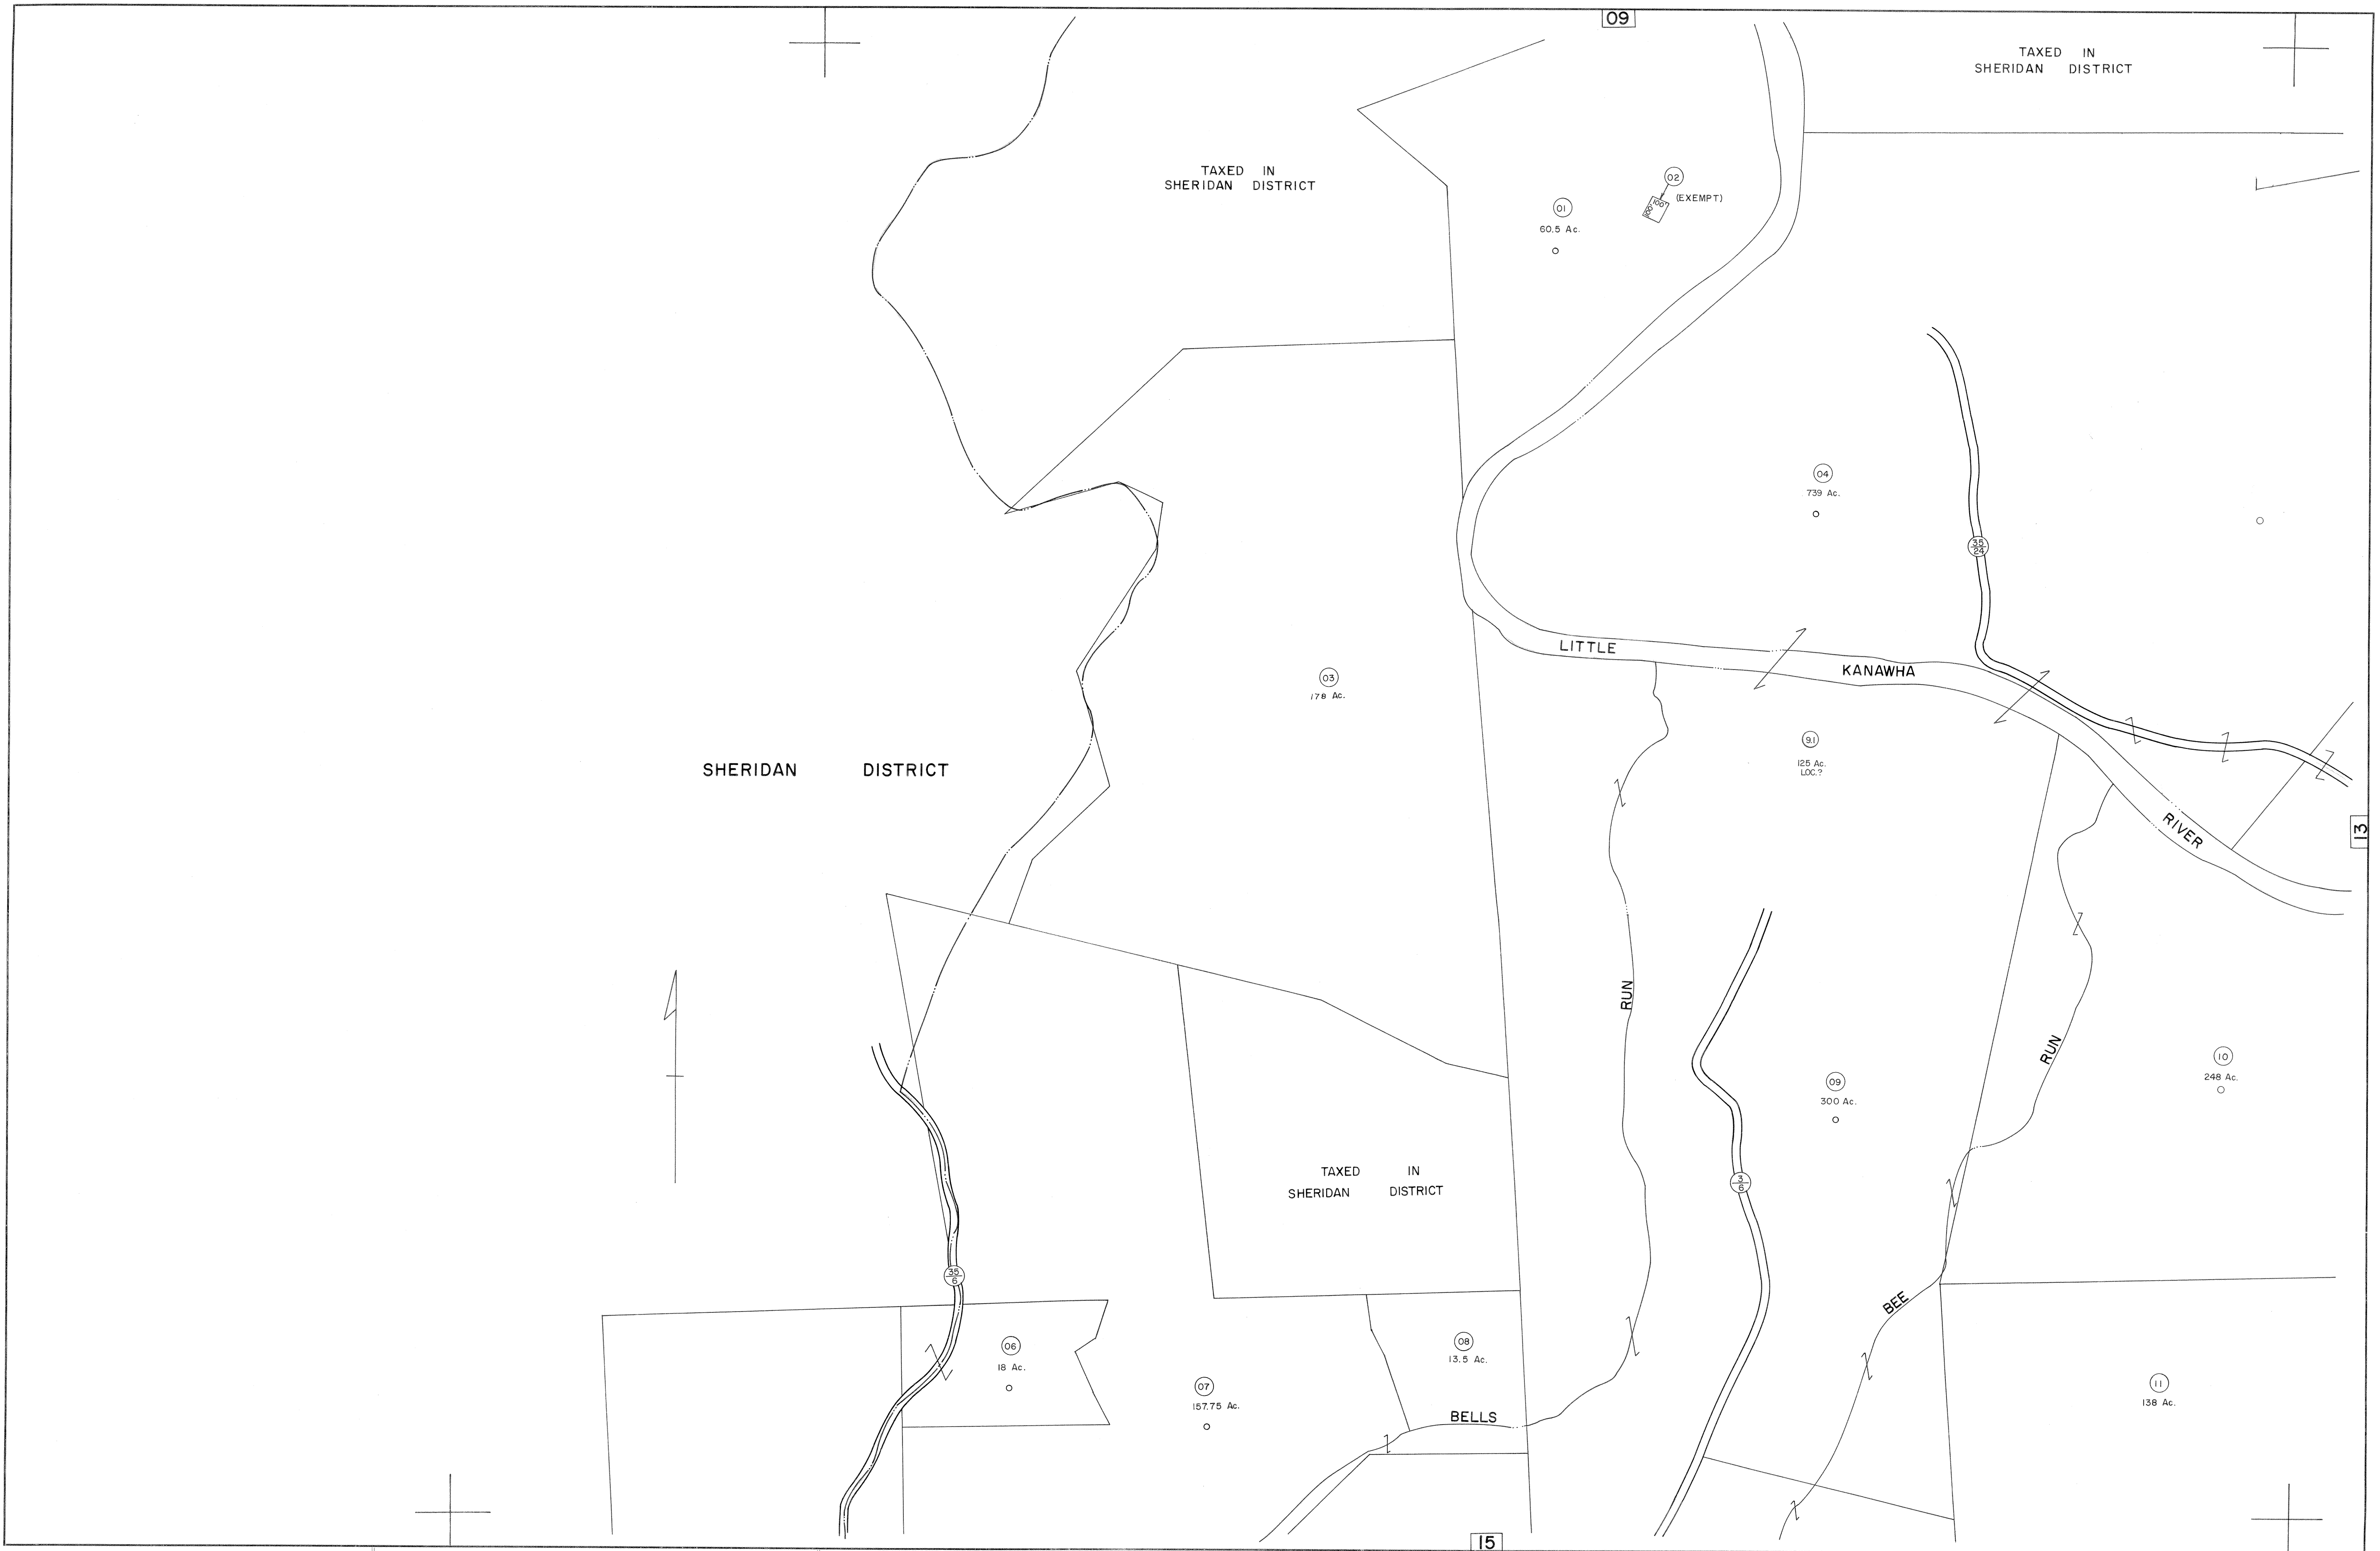 09
TAXED IN
SHERIDAN DISTRICT
TAXED IN
SHERIDAN DISTRICT
02
(EXEMPT)
100'
100'
01
60.5 Ac.
04
739 Ac.
35
24
LITTLE
KANAWHA
RIVER
03
178 Ac.
9.1
125 Ac.
LOC.?
SHERIDAN DISTRICT
13
RUN
RUN
10
248 Ac.
09
300 Ac.
TAXED IN
SHERIDAN DISTRICT
3
6
35
6
BEE
06
18 Ac.
08
13.5 Ac.
07
157.75 Ac.
11
138 Ac.
BELLS
15